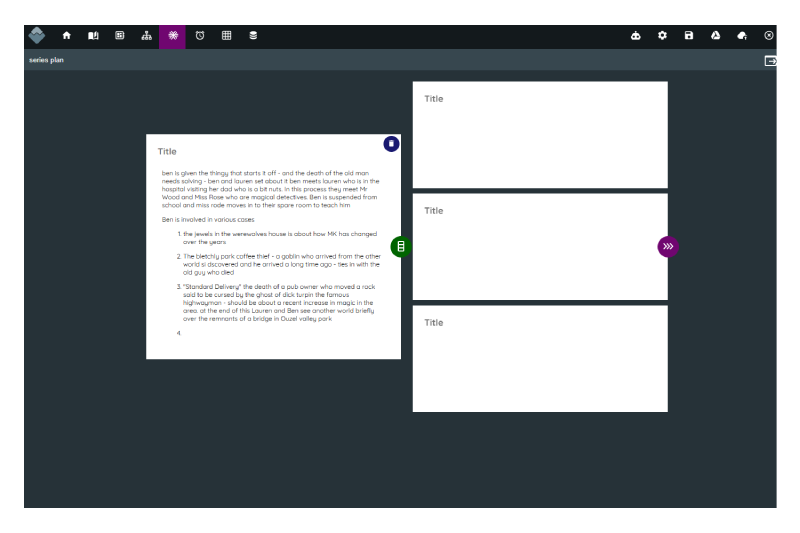 series plan
Title
ben is given the thingy that starts it off - and the death of the old man
needs solving - ben and lauren set about it ben meets lauren who is in the
hospital visiting her dad who is a bit nuts. in this process they meet Mr
Wood and Miss Rose who are magical detectives. Ben is suspended from
school and miss rode moves in to their spare room to teach him
Ben is involved in various cases:
1. the jewels in the werewolves house is about how MK has changed
over the years
2. The bletchly park coffee thief - a goblin who arrived from the other
world si dscovered and he arrived a long time ago - ties in with the
old guy who died
3. "Standard Delivery" the death of a pub owner who moved a rock
said to be cursed by the ghost of dick turpin the famous
highwayman - should be about a recent increase in magic in the
area. at the end of this Lauren and Ben see another world briefly
over the remnants of a bridge in Ouzel valley park
4.
Title
Title
Title